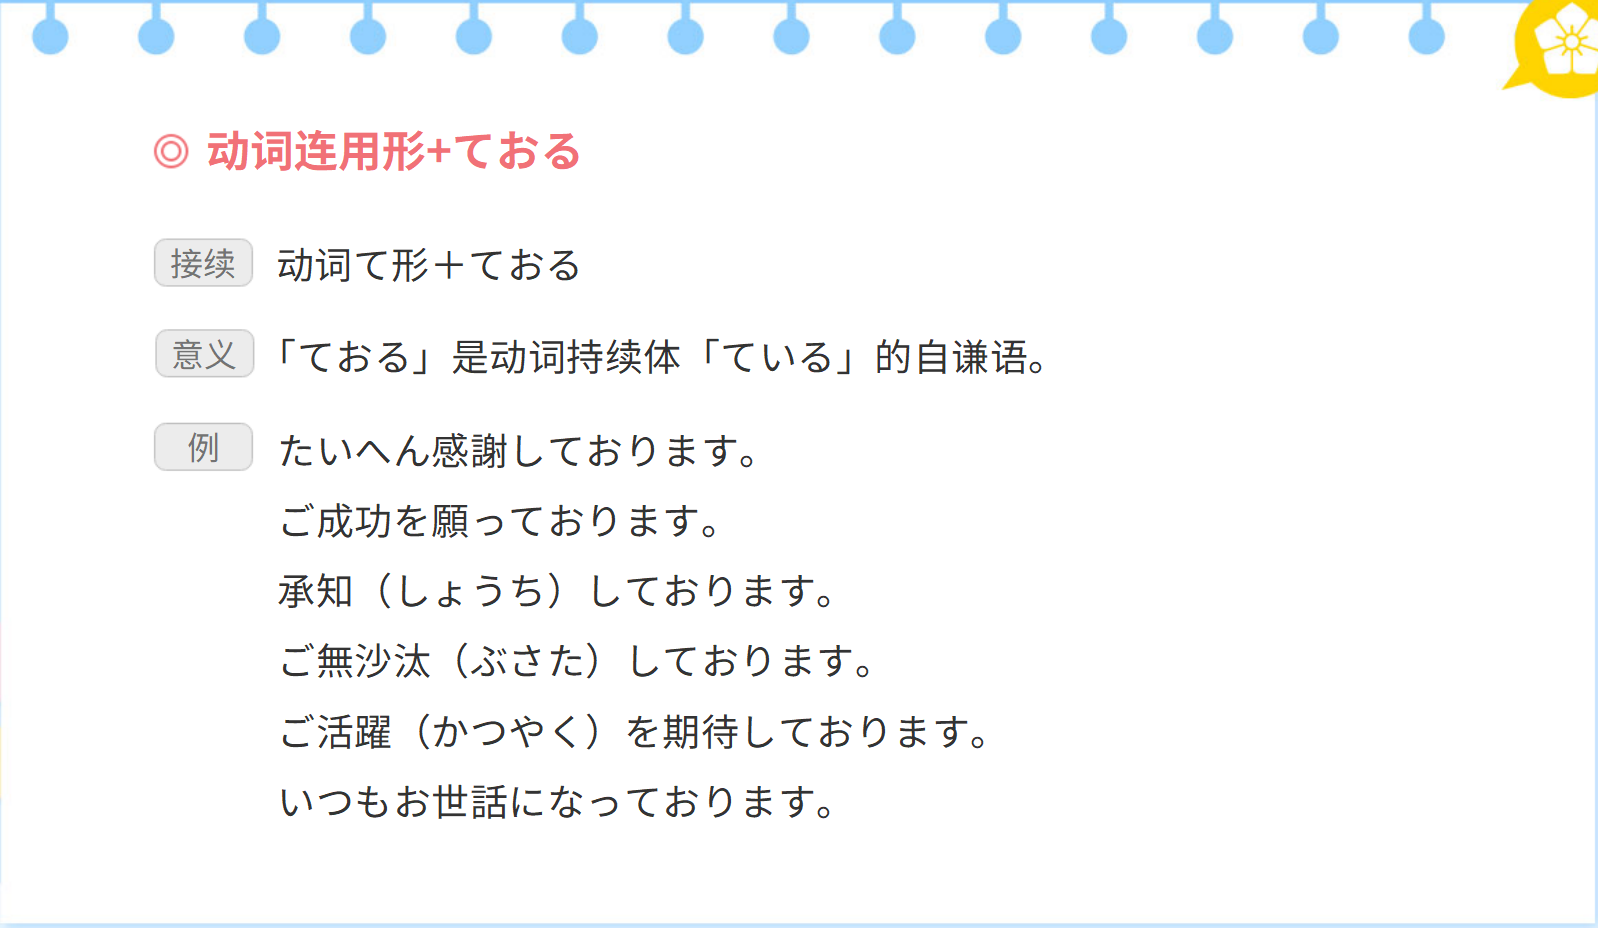 ◎ 动词连用形+ておる
接续 动词て形＋ておる
意义 「ておる」是动词持续体「ている」的自谦语。
例 たいへん感謝しております。
ご成功を願っております。
承知（しょうち）しております。
ご無沙汰（ぶさた）しております。
ご活躍（かつやく）を期待しております。
いつもお世話になっております。